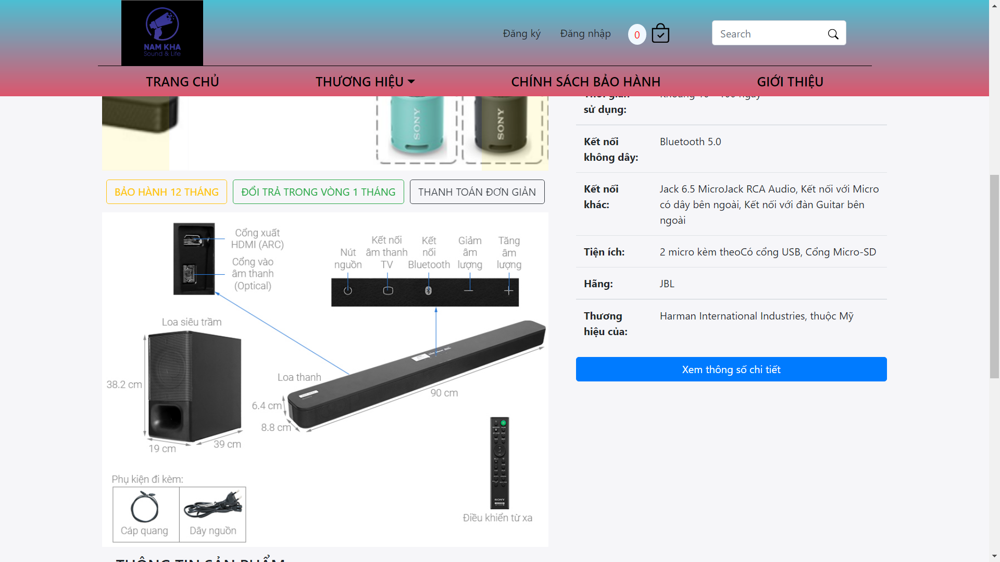 NAM KHA
Sound & Life
Đăng ký
Đăng nhập
0
Search
TRANG CHỦ
THƯƠNG HIỆU
CHÍNH SÁCH BẢO HÀNH
GIỚI THIỆU
SONY
SONY
sử dụng:
Kết nối
không dây:
Bluetooth 5.0
Kết nối
khác:
Jack 6.5 MicroJack RCA Audio, Kết nối với Micro
có dây bên ngoài, Kết nối với đàn Guitar bên
ngoài
Tiện ích:
2 micro kèm theoCó cổng USB, Cổng Micro-SD
Hãng:
JBL
Thương
hiệu của:
Harman International Industries, thuộc Mỹ
Xem thông số chi tiết
BẢO HÀNH 12 THÁNG
ĐỔI TRẢ TRONG VÒNG 1 THÁNG
THANH TOÁN ĐƠN GIẢN
Cổng xuất
HDMI (ARC)
Cổng vào
âm thanh
(Optical)
Nút
nguồn
Kết nối
âm thanh
TV
Kết
nối
Bluetooth
Giảm
âm
lượng
Tăng
âm
lượng
Loa siêu trầm
38.2 cm
19 cm
39 cm
Loa thanh
6.4 cm
8.8 cm
90 cm
SONY
Điều khiển từ xa
Phụ kiện đi kèm:
Cáp quang
Dây nguồn
THÔNG TIN SẢN PHẨM